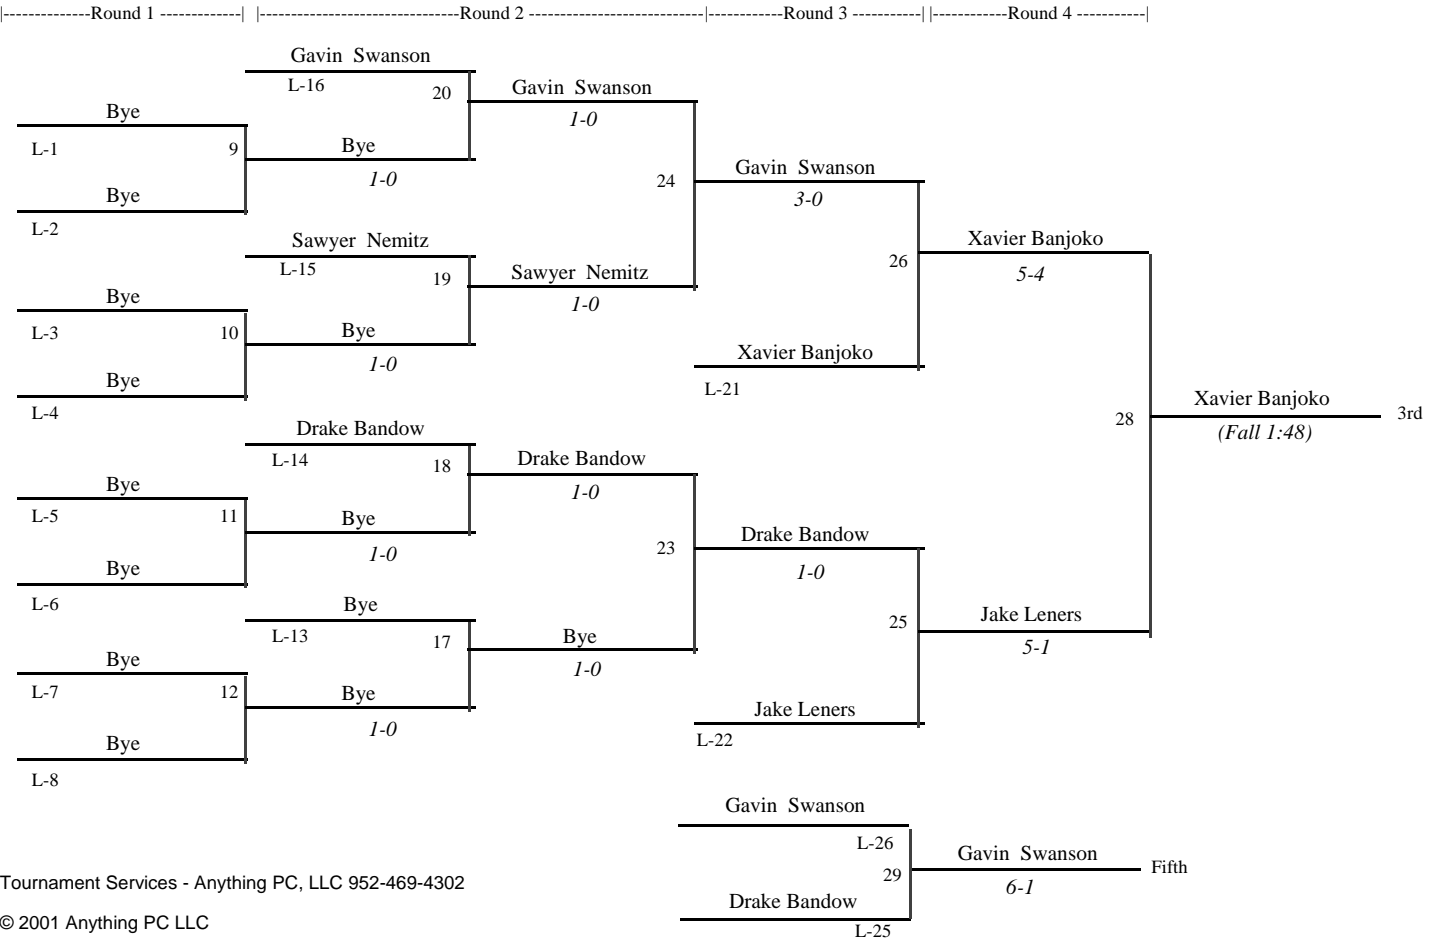 |--------------Round 1 -------------| |--------------------------------Round 2 ----------------------------|------------Round 3 -----------| |------------Round 4 -----------|
Gavin  Swanson
L-16
20
Gavin  Swanson
1-0
Bye
L-1
9
Bye
1-0
Bye
L-2
24
Gavin  Swanson
3-0
Sawyer  Nemitz
L-15
19
Sawyer  Nemitz
1-0
26
Xavier Banjoko
5-4
Bye
L-3
10
Bye
1-0
Bye
L-4
Xavier Banjoko
L-21
28
Xavier Banjoko
(Fall 1:48)
3rd
Drake Bandow
L-14
18
Drake Bandow
1-0
Bye
L-5
11
Bye
1-0
Bye
L-6
23
Drake Bandow
1-0
Bye
L-13
17
Bye
1-0
25
Jake Leners
5-1
Bye
L-7
12
Bye
1-0
Bye
L-8
Jake Leners
L-22
Gavin  Swanson
L-26
29
Gavin  Swanson
6-1
Fifth
Drake Bandow
L-25
Tournament Services - Anything PC, LLC 952-469-4302
© 2001 Anything PC LLC